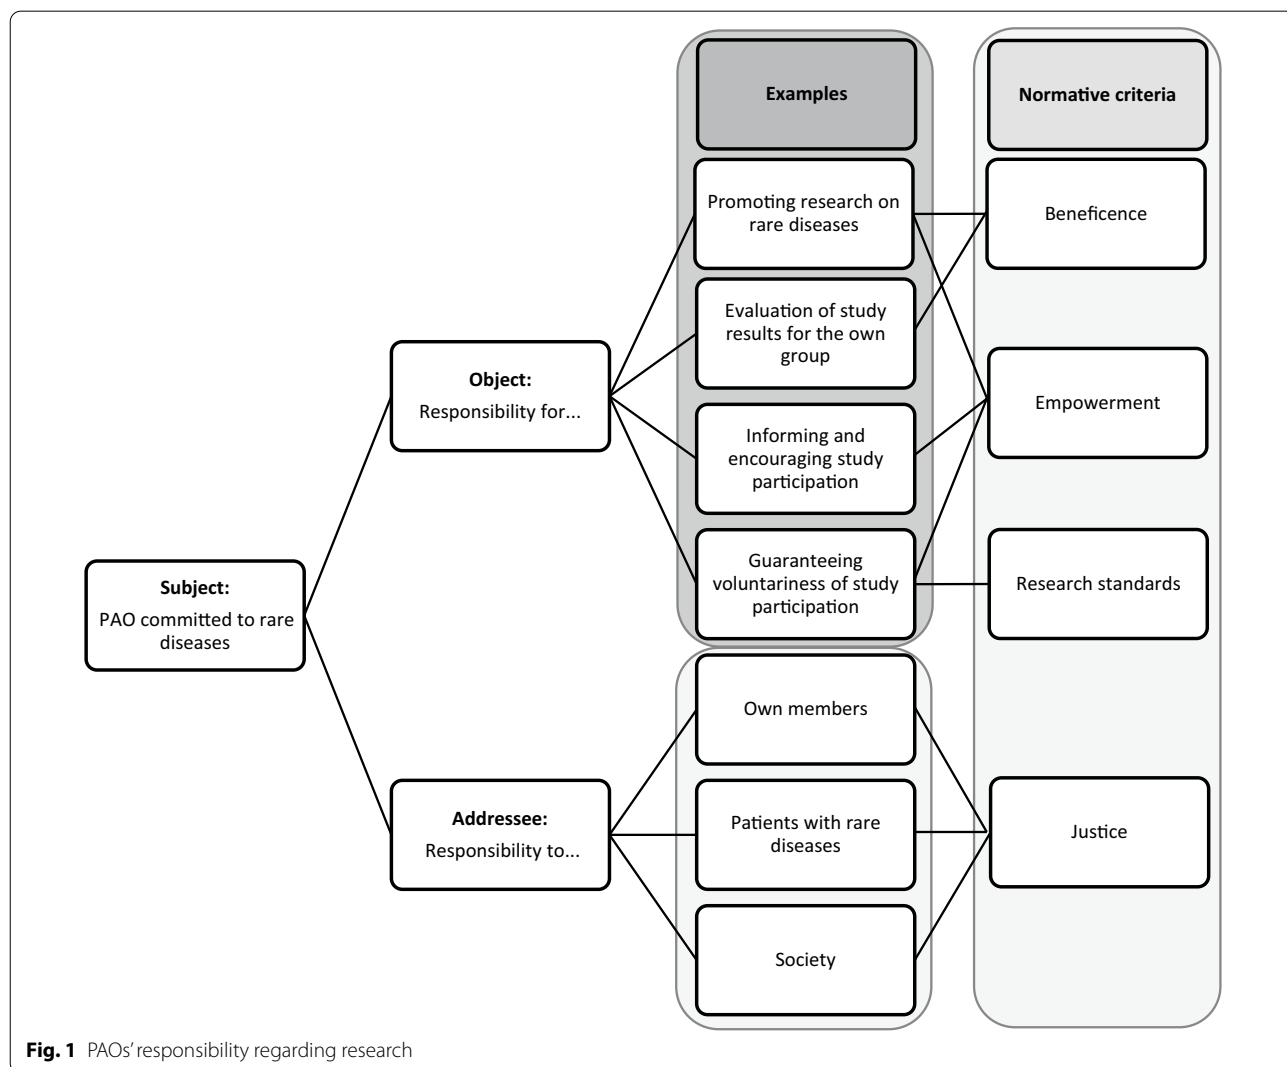 Examples
Normative criteria
Promoting research on
rare diseases
Beneficence
Evaluation of study
results for the own
group
Object:
Responsibility for...
Empowerment
Informing and
encouraging study
participation
Guaranteeing
voluntariness of study
participation
Research standards
Subject:
PAO committed to rare
diseases
Own members
Addressee:
Responsibility to...
Patients with rare
diseases
Justice
Society
Fig. 1 PAOs' responsibility regarding research